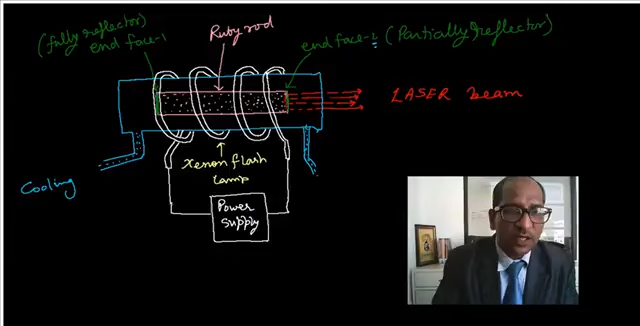 (fully reflector)
end face-1
Ruby rod
end face-2 (Partially reflector)
LASER beam
Xenon flash
lamp
Cooling
Power
supply